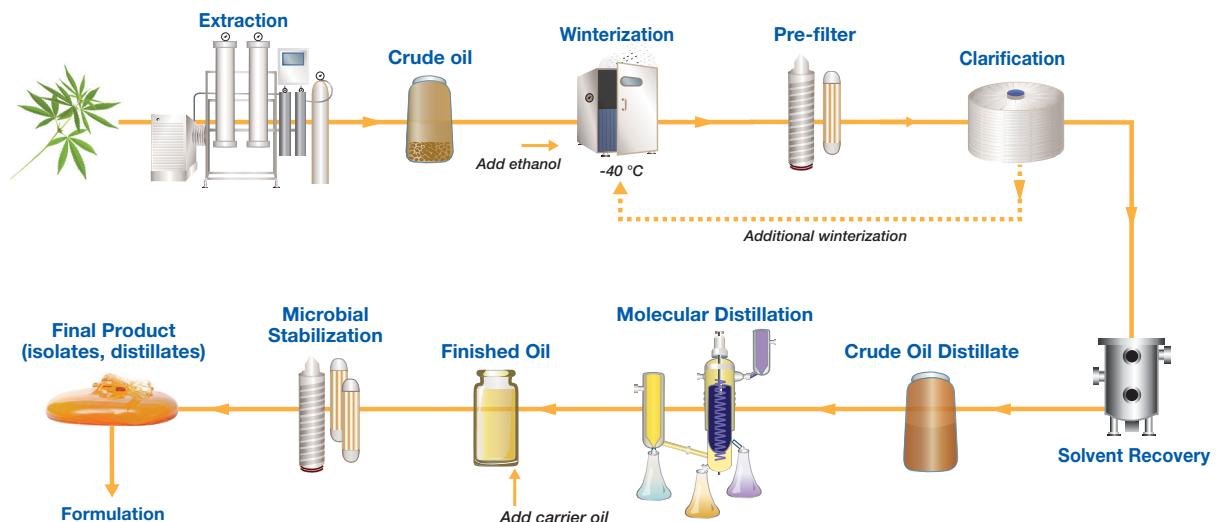 Extraction
Crude oil
Add ethanol
Winterization
-40 °C
Pre-filter
Clarification
Additional winterization
Solvent Recovery
Crude Oil Distillate
Molecular Distillation
Finished Oil
Add carrier oil
Microbial
Stabilization
Final Product
(isolates, distillates)
Formulation